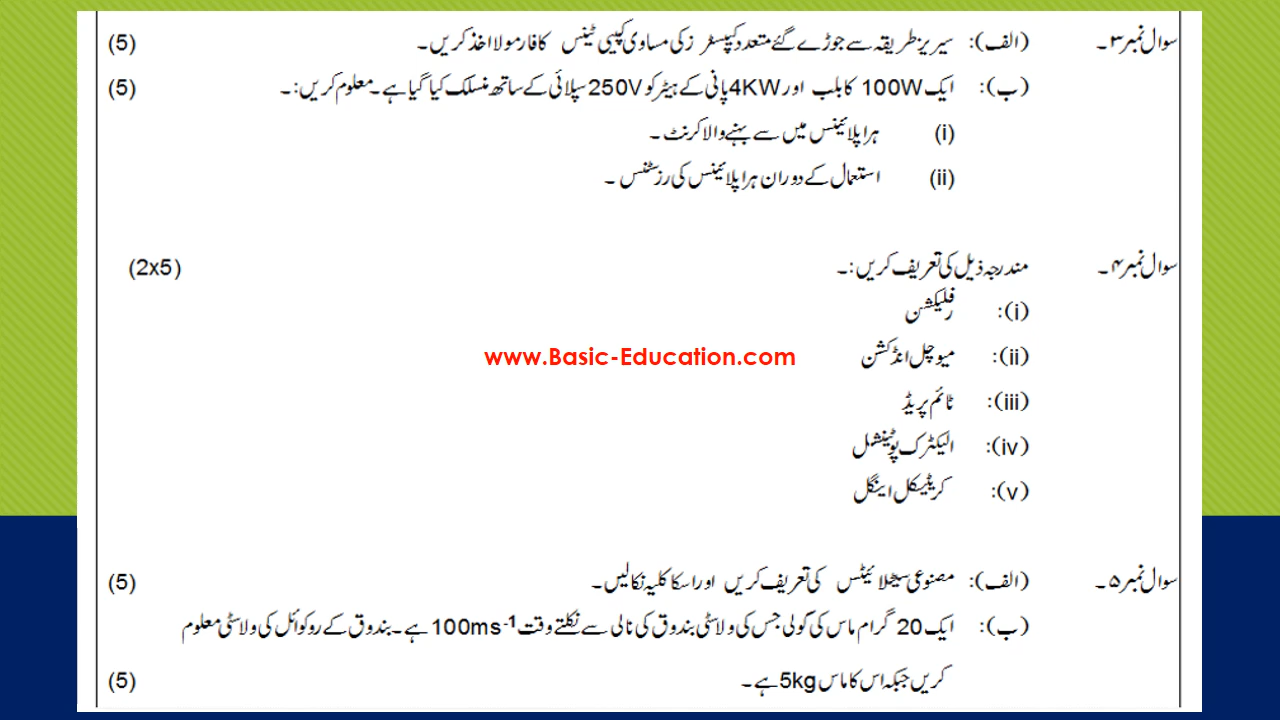 سوال نمبر ۳۔ (الف): سیریز طریقہ سے جوڑے گئے متعدد کپیسٹرز کی مساوی کپیسی ٹینس کا فارمولا اخذ کریں۔ (5)
(ب): ایک 100W کا بلب اور 4KW پانی کے ہیٹر کو 250V سپلائی کے ساتھ منسلک کیا گیا ہے۔ معلوم کریں:۔ (5)
(i) ہر اپلائینس میں سے بہنے والا کرنٹ۔
(ii) استعمال کے دوران ہر اپلائینس کی رزسٹنس۔
سوال نمبر ۴۔ مندرجہ ذیل کی تعریف کریں:۔ (2x5)
(i): رفلیکشن
(ii): میوچل انڈکشن
(iii): ٹائم پریڈ
(iv): الیکٹرک پوٹینشل
(v): کریٹیکل اینگل
www.Basic-Education.com
سوال نمبر ۵۔ (الف): مصنوعی سیٹلائیٹس کی تعریف کریں اور اسکا کلیہ نکالیں۔ (5)
(ب): ایک 20 گرام ماس کی گولی جس کی ولاسٹی بندوق کی نالی سے نکلتے وقت 100ms⁻¹ ہے۔ بندوق کے روکوائل کی ولاسٹی معلوم
کریں جبکہ اس کا ماس 5kg ہے۔ (5)